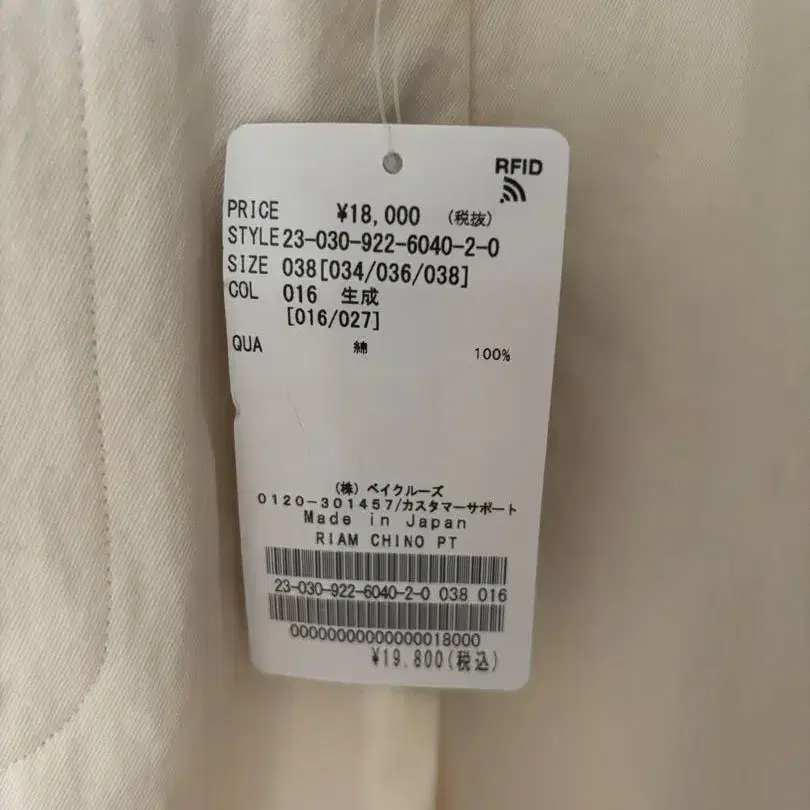 RFID
PRICE ¥18,000 (税抜)
STYLE 23-030-922-6040-2-0
SIZE 038[034/036/038]
COL 016 生成
[016/027]
QUA 綿 100%
(株) ベイクルーズ
0120-301457/カスタマーサポート
Made in Japan
RIAM CHINO PT
23-030-922-6040-2-0 038 016
00000000000000018000
¥19,800(税込)